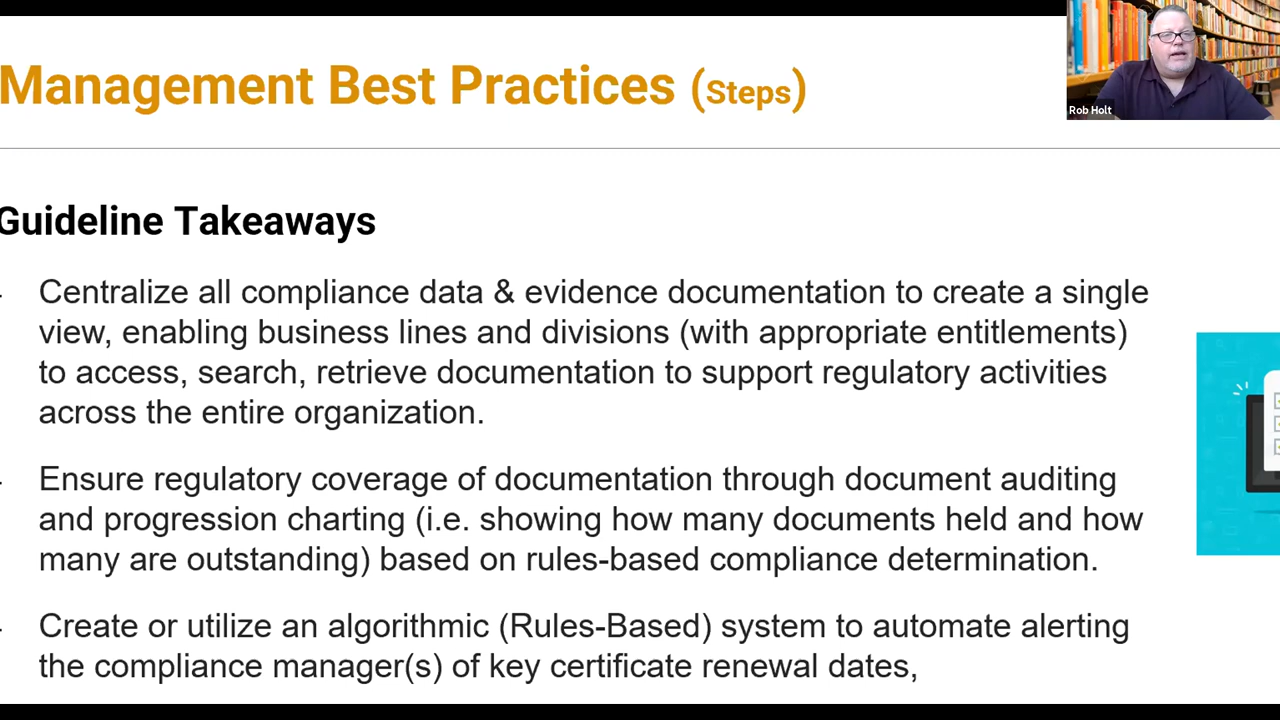 Management Best Practices (Steps)
Rob Holt
Guideline Takeaways
Centralize all compliance data & evidence documentation to create a single
view, enabling business lines and divisions (with appropriate entitlements)
to access, search, retrieve documentation to support regulatory activities
across the entire organization.
Ensure regulatory coverage of documentation through document auditing
and progression charting (i.e. showing how many documents held and how
many are outstanding) based on rules-based compliance determination.
Create or utilize an algorithmic (Rules-Based) system to automate alerting
the compliance manager(s) of key certificate renewal dates,